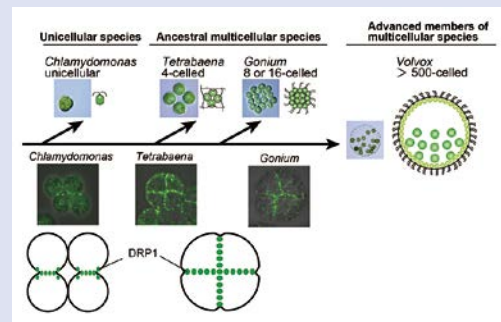 Unicellular species
Ancestral multicellular species
Advanced members of
multicellular species
Chlamydomonas
unicellular
Tetrabaena
4-celled
Gonium
8 or 16-celled
Volvox
> 500-celled
Chlamydomonas
Tetrabaena
Gonium
DRP1